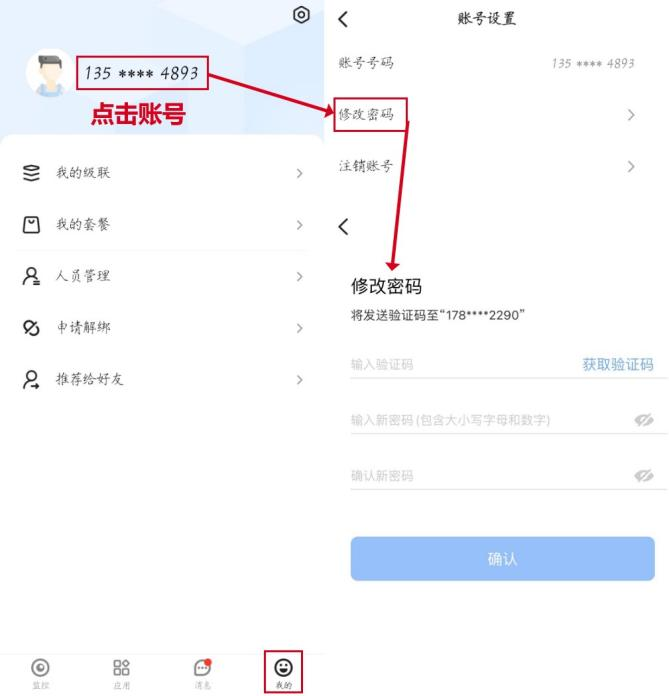 135 **** 4893
点击账号
我的级联
我的套餐
人员管理
申请解绑
推荐给好友
监控
应用
消息
我的
账号设置
账号号码 135 **** 4893
修改密码
注销账号
修改密码
将发送验证码至“178****2290”
输入验证码 获取验证码
输入新密码(包含大小写字母和数字)
确认新密码
确认